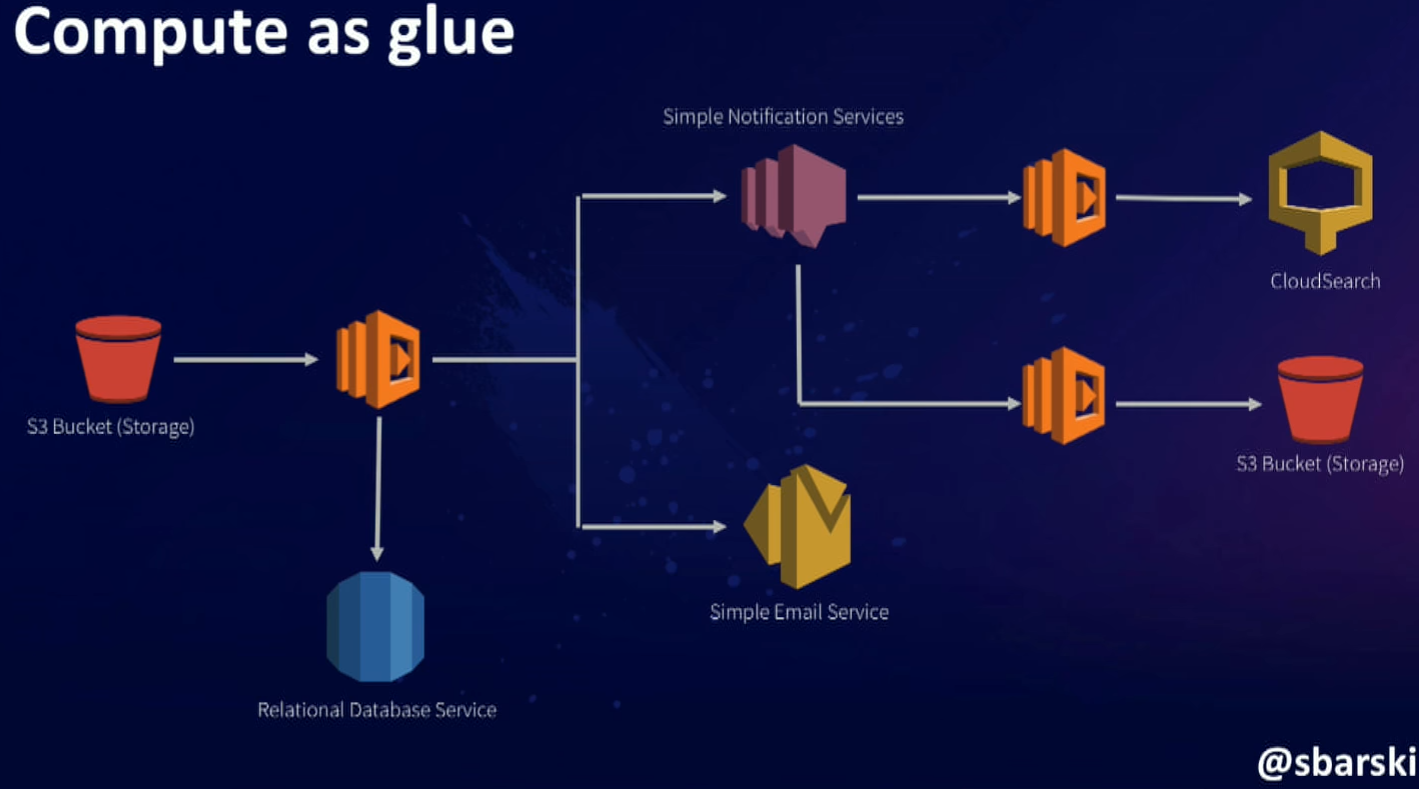 Compute as glue
Simple Notification Services
CloudSearch
S3 Bucket (Storage)
S3 Bucket (Storage)
Simple Email Service
Relational Database Service
@sbarski